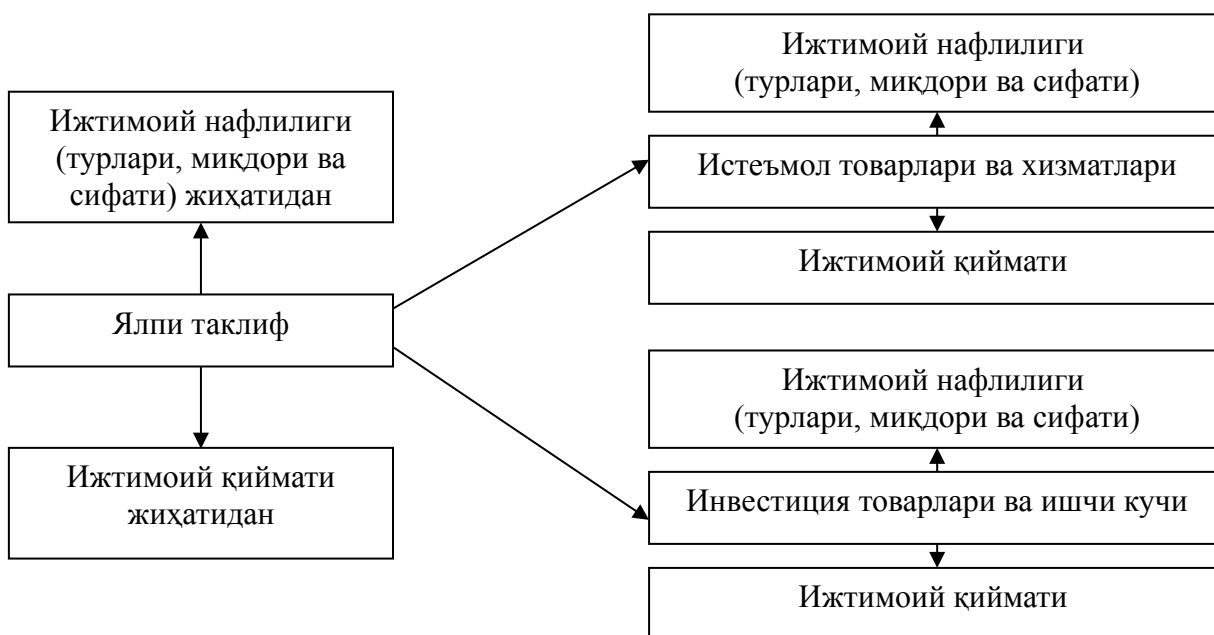 Ижтимоий нафлилиги
(турлари, миқдори ва
сифати) жиҳатидан
Ялпи таклиф
Ижтимоий қиймати
жиҳатидан
Ижтимоий нафлилиги
(турлари, миқдори ва сифати)
Истеъмол товарлари ва хизматлари
Ижтимоий қиймати
Ижтимоий нафлилиги
(турлари, миқдори ва сифати)
Инвестиция товарлари ва ишчи кучи
Ижтимоий қиймати